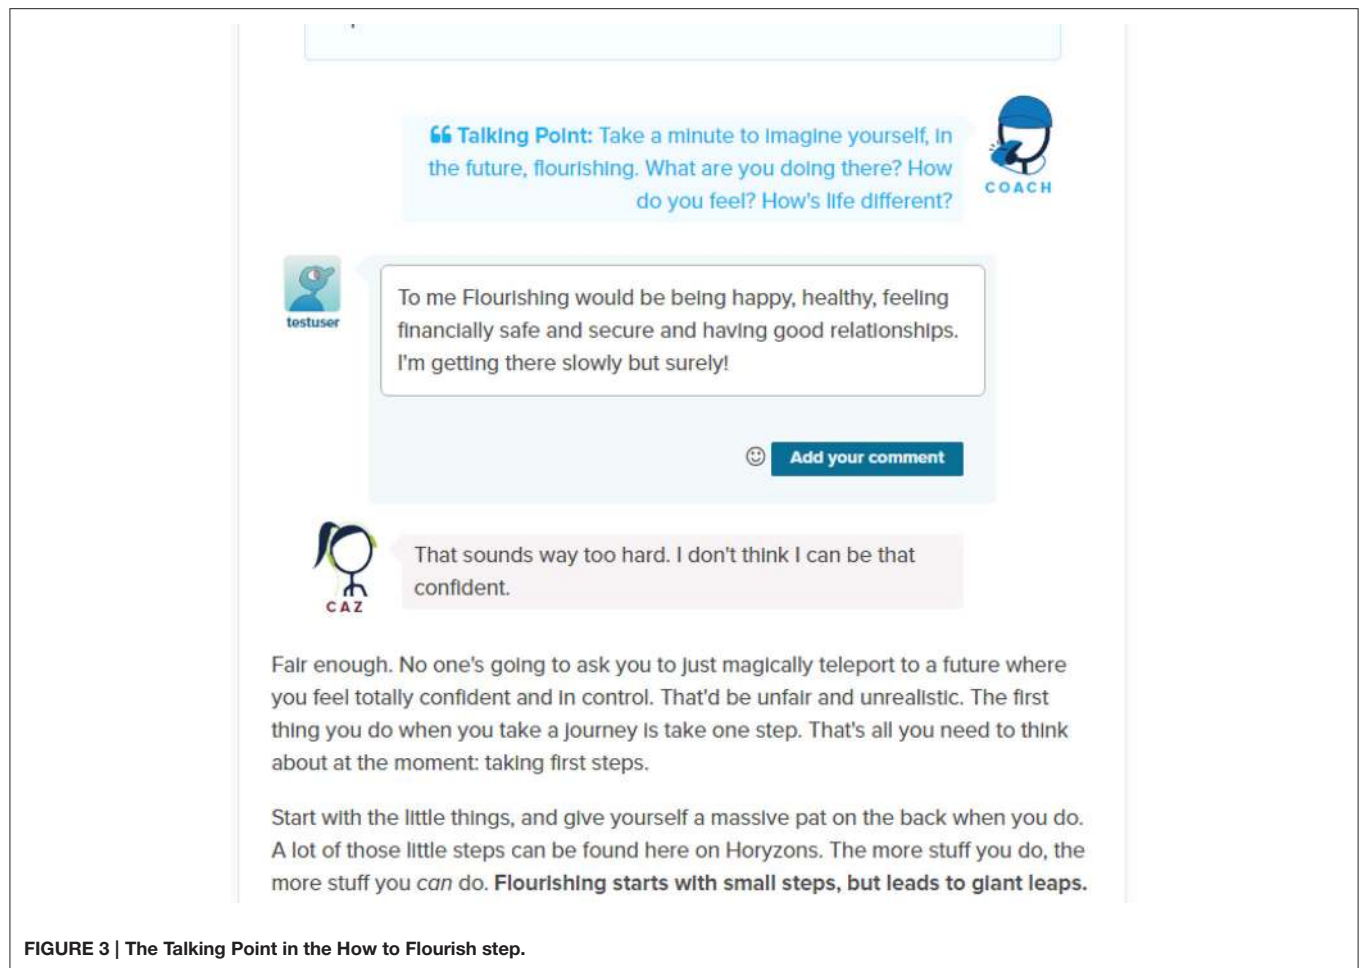 Talking Point: Take a minute to imagine yourself, in
the future, flourishing. What are you doing there? How
do you feel? How's life different?
COACH
testuser
To me Flourishing would be being happy, healthy, feeling
financially safe and secure and having good relationships.
I'm getting there slowly but surely!
Add your comment
CAZ
That sounds way too hard. I don't think I can be that
confident.
Fair enough. No one's going to ask you to just magically teleport to a future where
you feel totally confident and in control. That'd be unfair and unrealistic. The first
thing you do when you take a journey is take one step. That's all you need to think
about at the moment: taking first steps.
Start with the little things, and give yourself a massive pat on the back when you do.
A lot of those little steps can be found here on Horyzons. The more stuff you do, the
more stuff you can do. Flourishing starts with small steps, but leads to giant leaps.
FIGURE 3 | The Talking Point in the How to Flourish step.